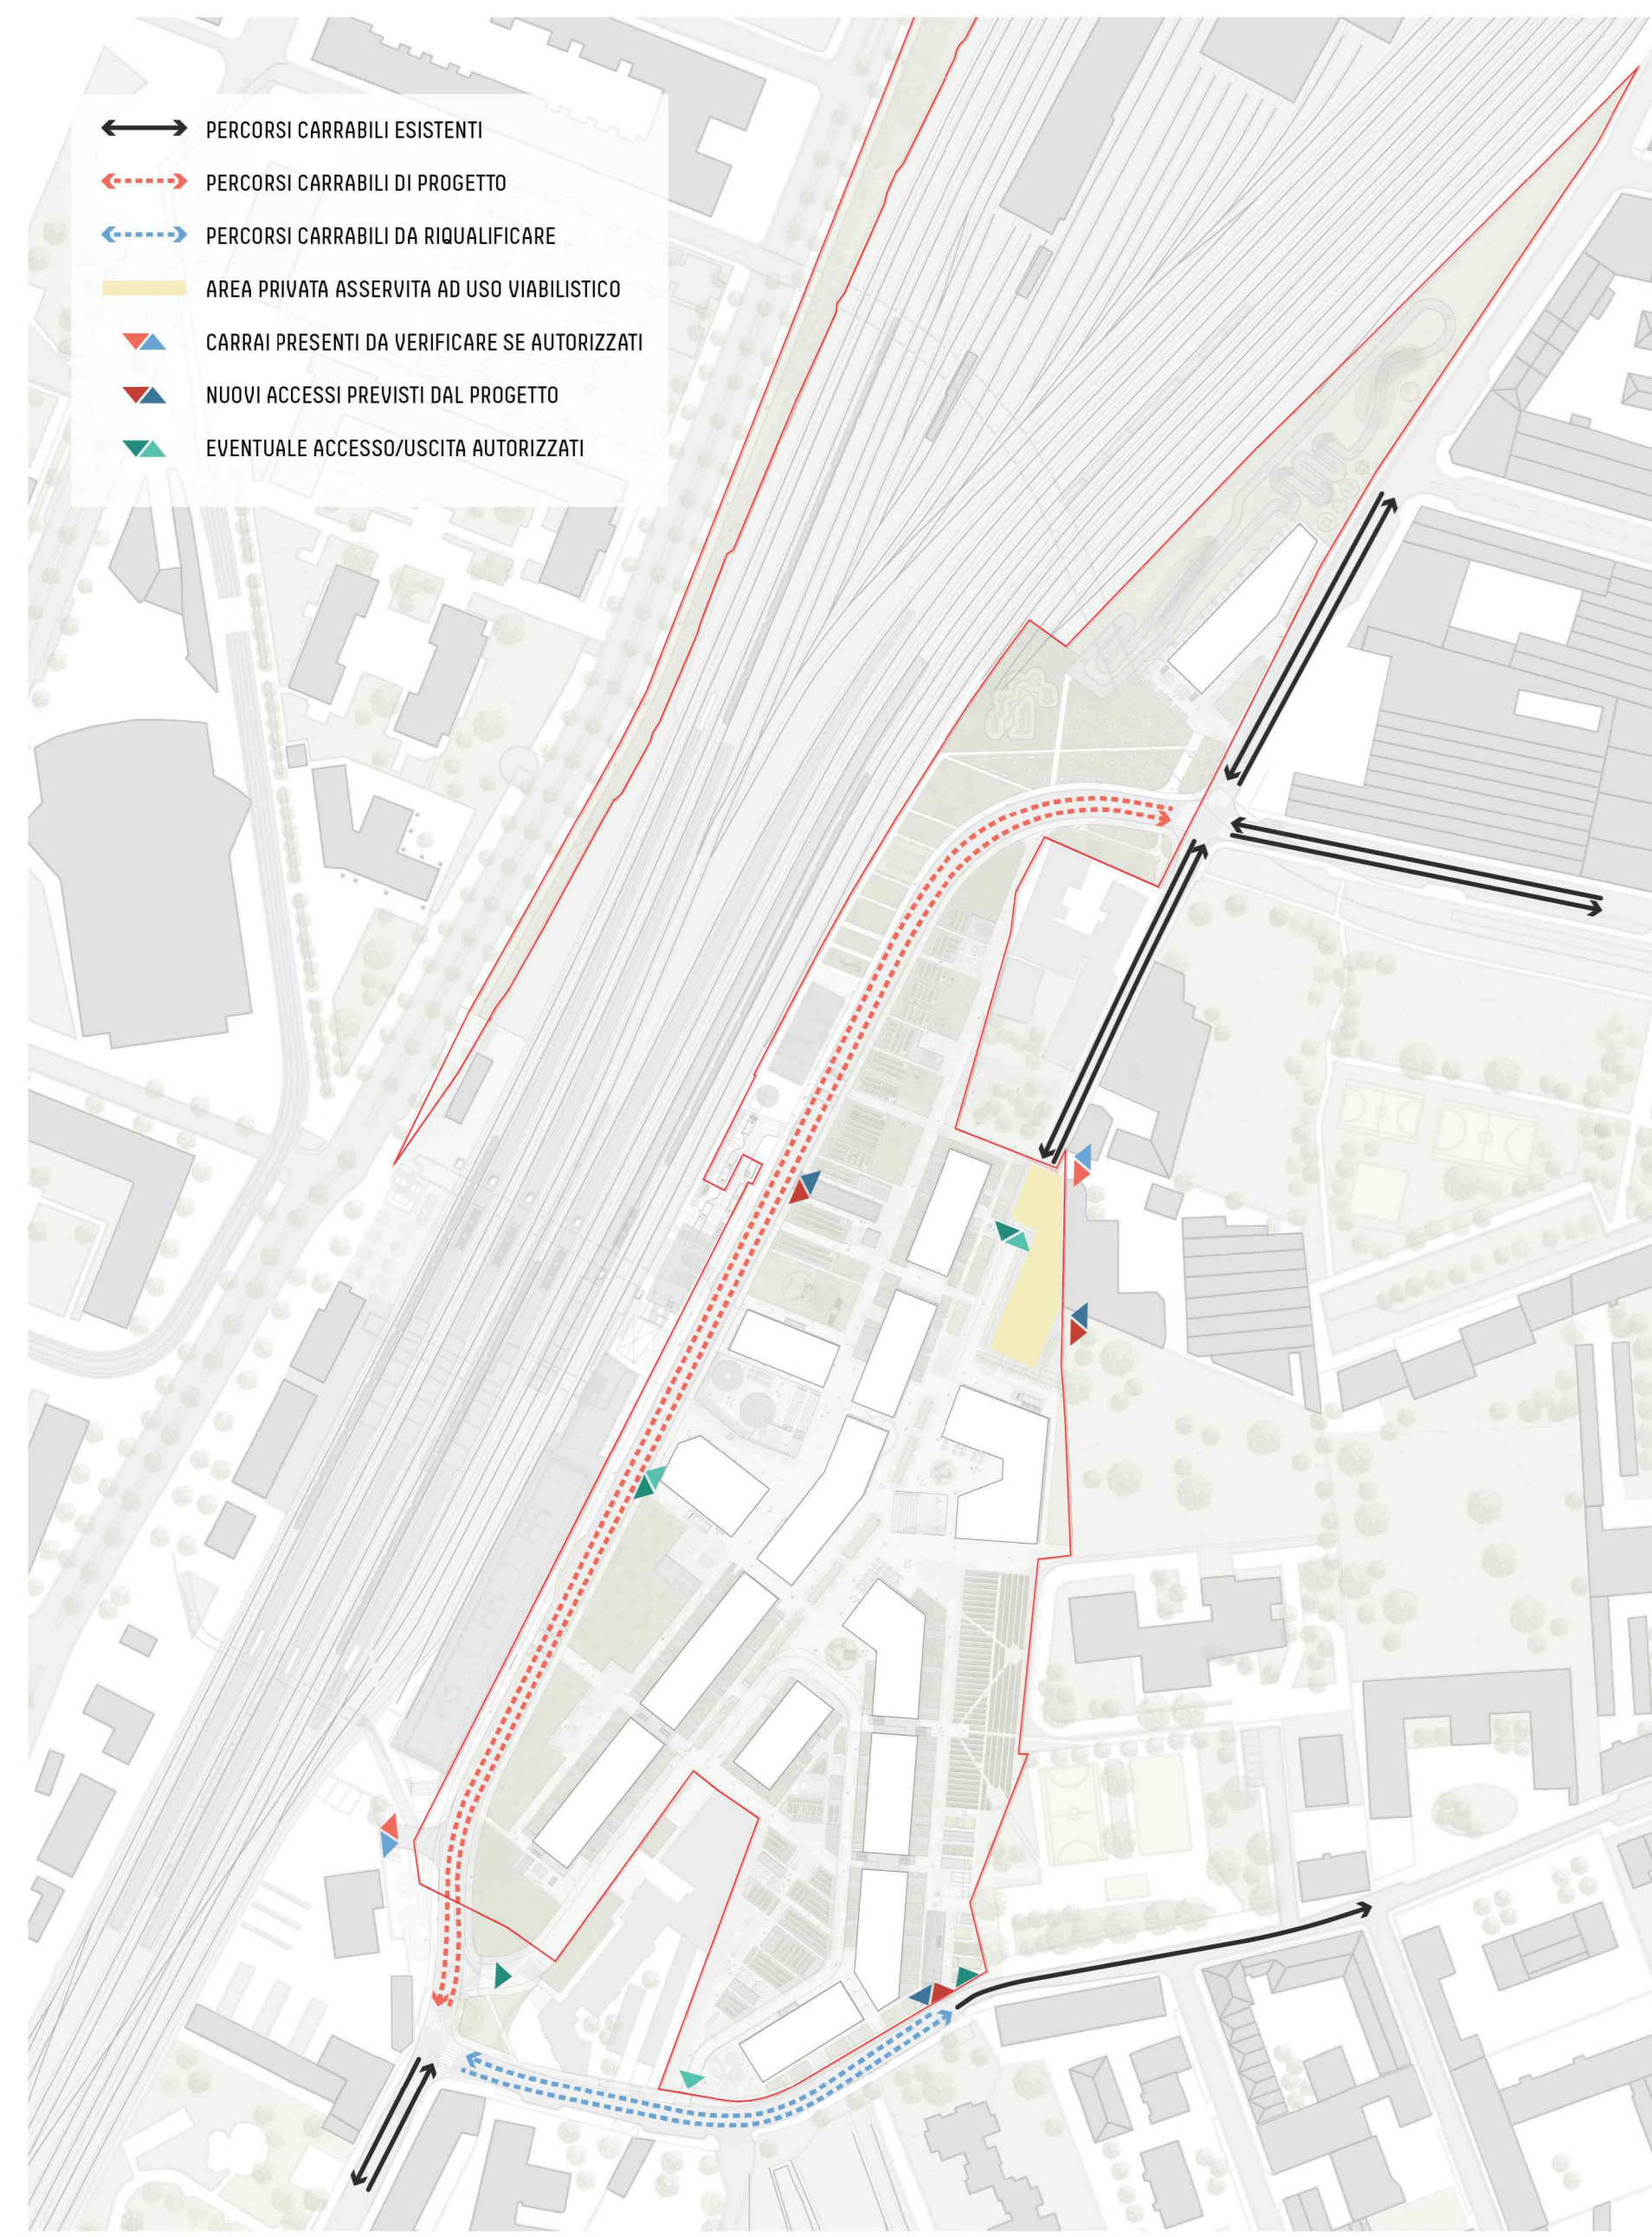 PERCORSI CARRABILI ESISTENTI
PERCORSI CARRABILI DI PROGETTO
PERCORSI CARRABILI DA RIQUALIFICARE
AREA PRIVATA ASSERVITA AD USO VIABILISTICO
CARRAI PRESENTI DA VERIFICARE SE AUTORIZZATI
NUOVI ACCESSI PREVISTI DAL PROGETTO
EVENTUALE ACCESSO/USCITA AUTORIZZATI